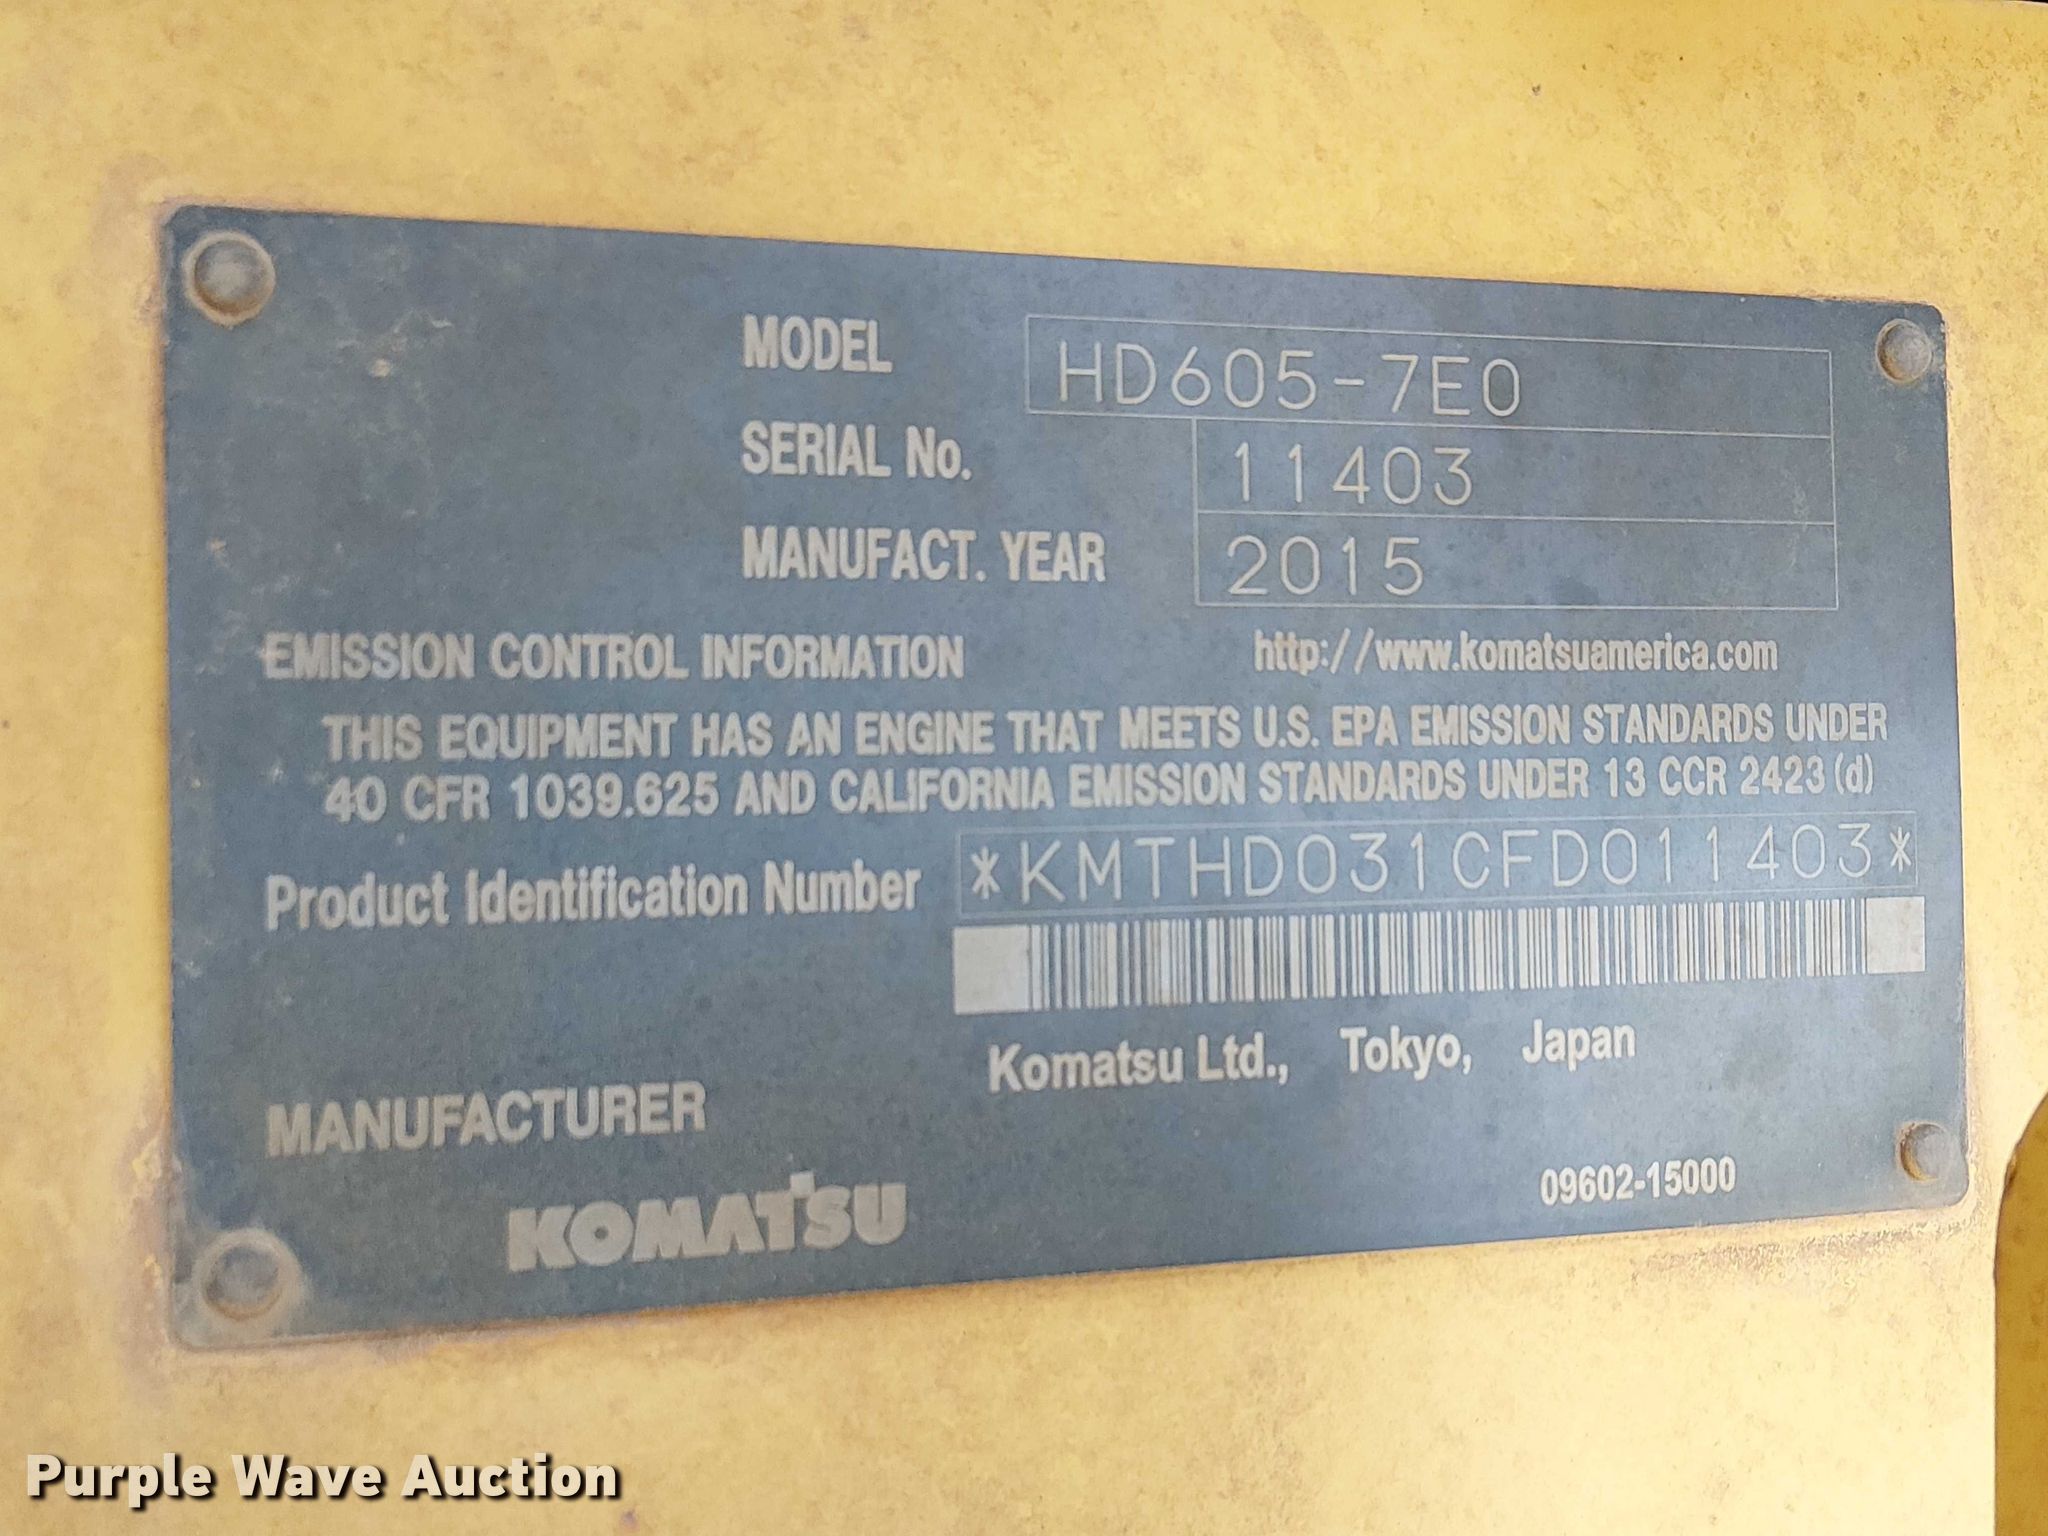 MODEL HD605-7E0
SERIAL No. 11403
MANUFACT. YEAR 2015
EMISSION CONTROL INFORMATION http://www.komatsuamerica.com
THIS EQUIPMENT HAS AN ENGINE THAT MEETS U.S. EPA EMISSION STANDARDS UNDER
40 CFR 1039.625 AND CALIFORNIA EMISSION STANDARDS UNDER 13 CCR 2423 (d)
Product Identification Number *KMTHD031CFD011403*
Komatsu Ltd., Tokyo, Japan
MANUFACTURER
KOMATSU
09602-15000
Purple Wave Auction